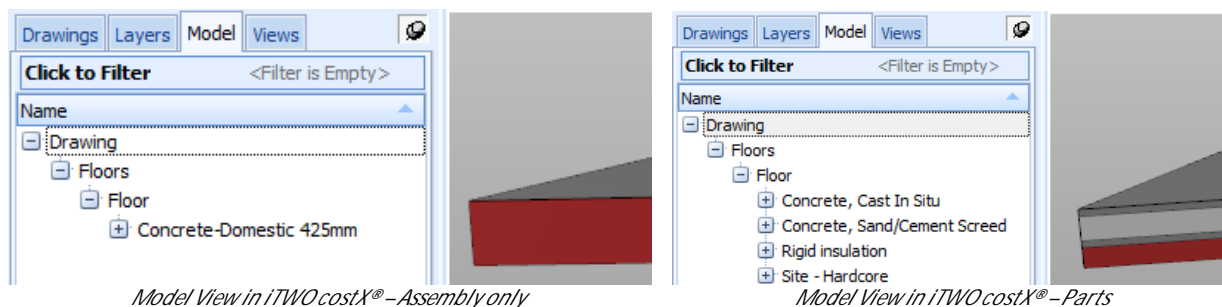 Drawings Layers Model Views
Click to Filter <Filter is Empty>
Name
Drawing
Floors
Floor
Concrete-Domestic 425mm
Model View in iTWO costX® – Assembly only
Drawings Layers Model Views
Click to Filter <Filter is Empty>
Name
Drawing
Floors
Floor
Concrete, Cast In Situ
Concrete, Sand/Cement Screed
Rigid insulation
Site - Hardcore
Model View in iTWO costX® – Parts